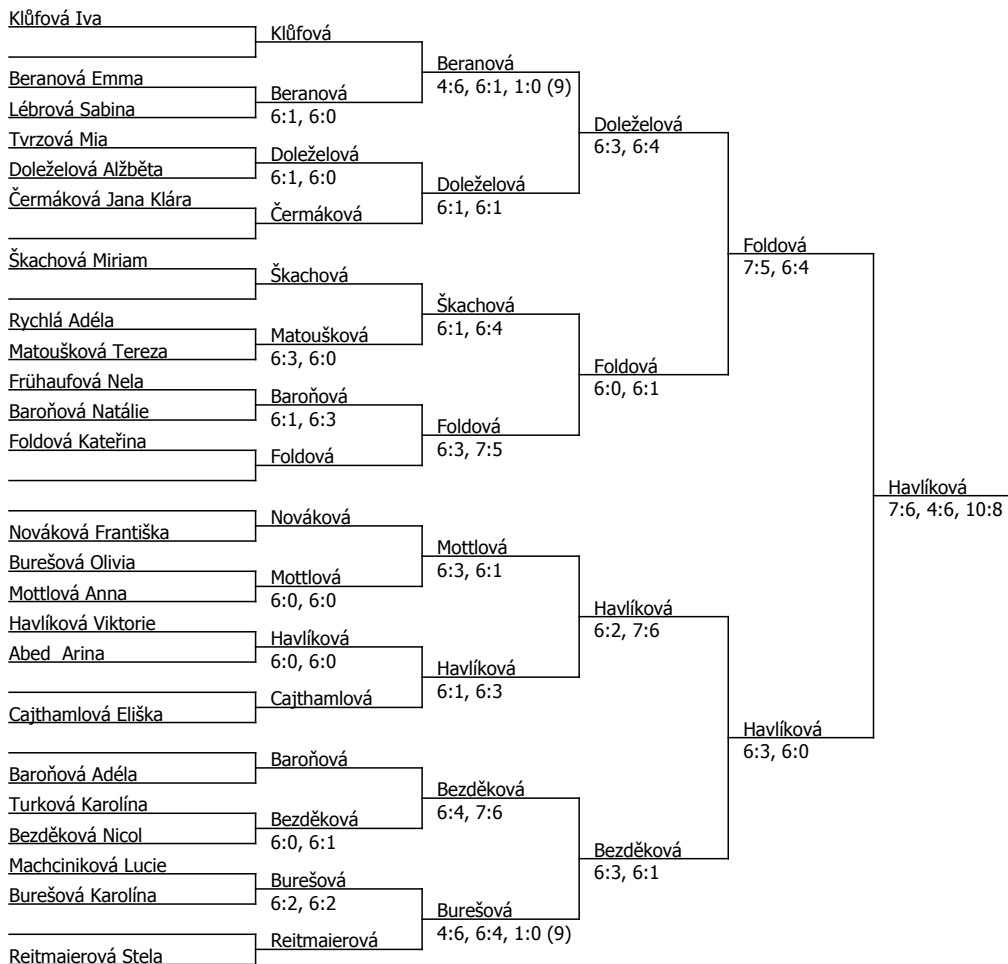 Klůfová Iva
Klůfová
Beranová
4:6, 6:1, 1:0 (9)
Beranová Emma
Beranová
6:1, 6:0
Lébrová Sabina
Doleželová
6:3, 6:4
Tvrzová Mia
Doleželová
6:1, 6:0
Doleželová Alžběta
Doleželová
6:1, 6:1
Čermáková Jana Klára
Čermáková
Foldová
7:5, 6:4
Škachová Miriam
Škachová
Škachová
6:1, 6:4
Rychlá Adéla
Matoušková
6:3, 6:0
Matoušková Tereza
Foldová
6:0, 6:1
Frühaufová Nela
Baroňová
6:1, 6:3
Baroňová Natálie
Foldová
6:3, 7:5
Foldová Kateřina
Foldová
Havlíková
7:6, 4:6, 10:8
Nováková
Nováková Františka
Mottlová
6:3, 6:1
Burešová Olivia
Mottlová
6:0, 6:0
Mottlová Anna
Havlíková
6:2, 7:6
Havlíková Viktorie
Havlíková
6:0, 6:0
Abed Arina
Havlíková
6:1, 6:3
Cajthamlová
Cajthamlová Eliška
Havlíková
6:3, 6:0
Baroňová
Baroňová Adéla
Bezděková
6:4, 7:6
Turková Karolína
Bezděková
6:0, 6:1
Bezděková Nicol
Bezděková
6:3, 6:1
Machciniková Lucie
Burešová
6:2, 6:2
Burešová Karolína
Burešová
4:6, 6:4, 1:0 (9)
Reitmaierová
Reitmaierová Stela